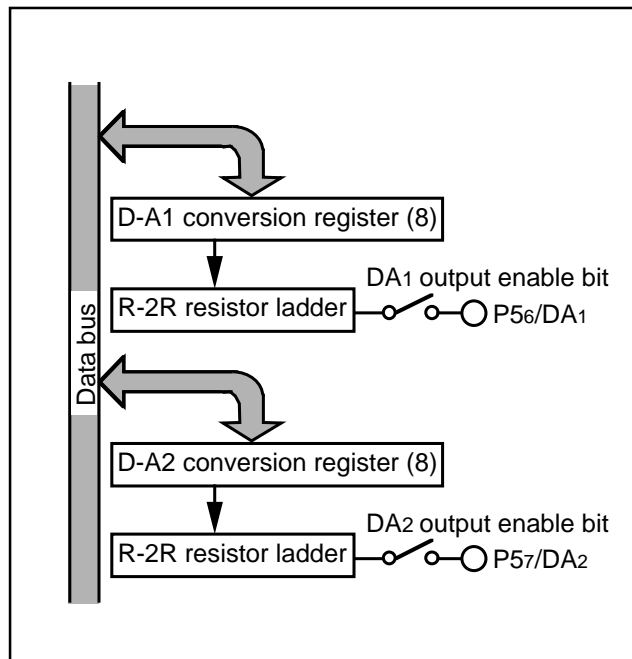 D-A1 conversion register (8)
DA1 output enable bit
R-2R resistor ladder
P56/DA1
Data bus
D-A2 conversion register (8)
DA2 output enable bit
R-2R resistor ladder
P57/DA2